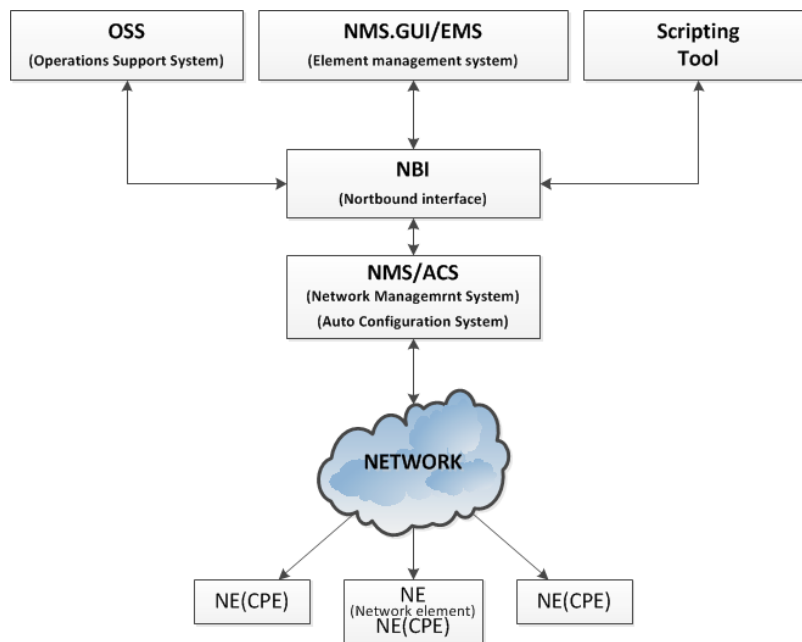 OSS
(Operations Support System)
NMS.GUI/EMS
(Element management system)
Scripting
Tool
NBI
(Nortbound interface)
NMS/ACS
(Network Managemrnt System)
(Auto Configuration System)
NETWORK
NE(CPE)
NE
(Network element)
NE(CPE)
NE(CPE)